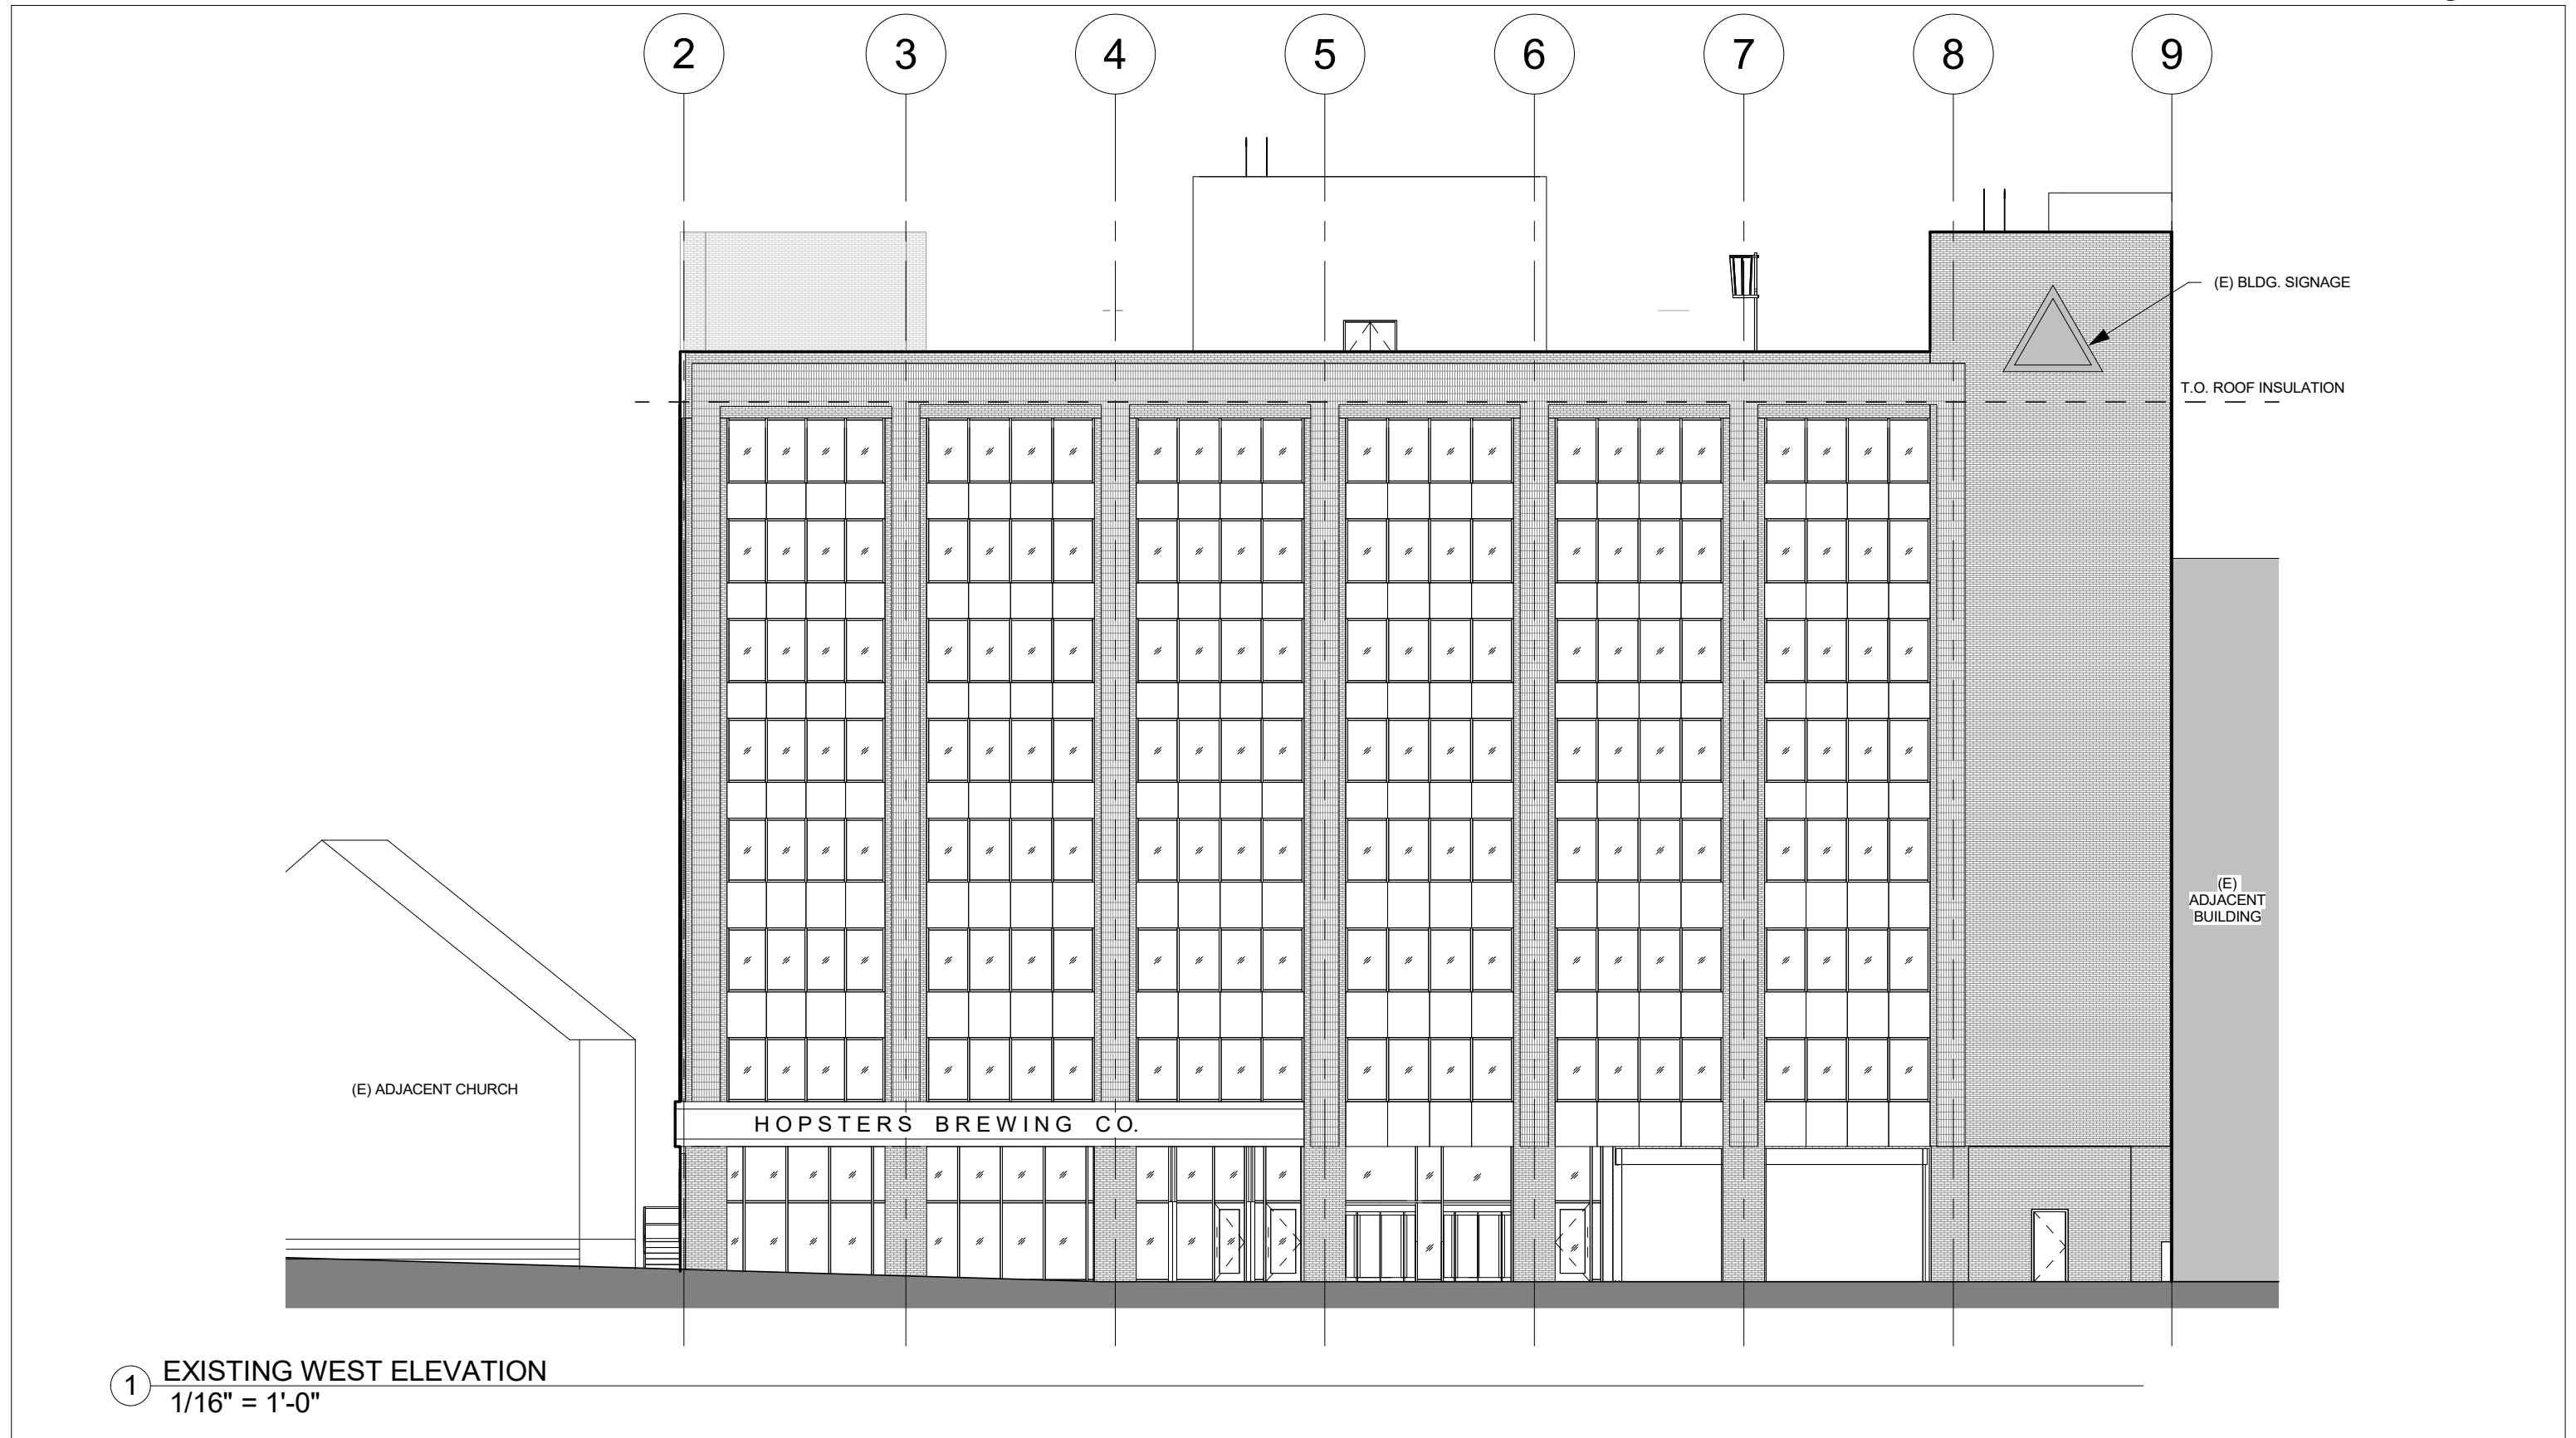 2 3 4 5 6 7 8 9
(E) BLDG. SIGNAGE
T.O. ROOF INSULATION
(E)
ADJACENT
BUILDING
(E) ADJACENT CHURCH
HOPSTERS BREWING CO.
1 EXISTING WEST ELEVATION
1/16" = 1'-0"